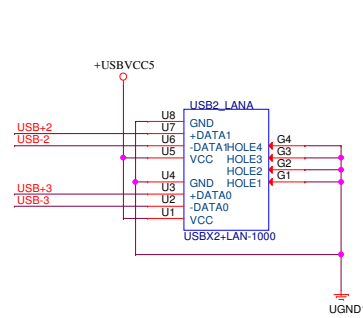 +USBVCC5
USB2_LANA
U8 GND
USB+2 U7 +DATA1
USB-2 U6 -DATA1 HOLE4 G4
U5 VCC HOLE3 G3
HOLE2 G2
U4 GND HOLE1 G1
USB+3 U3 +DATA0
USB-3 U2 -DATA0
U1 VCC
USBX2+LAN-1000
UGND1